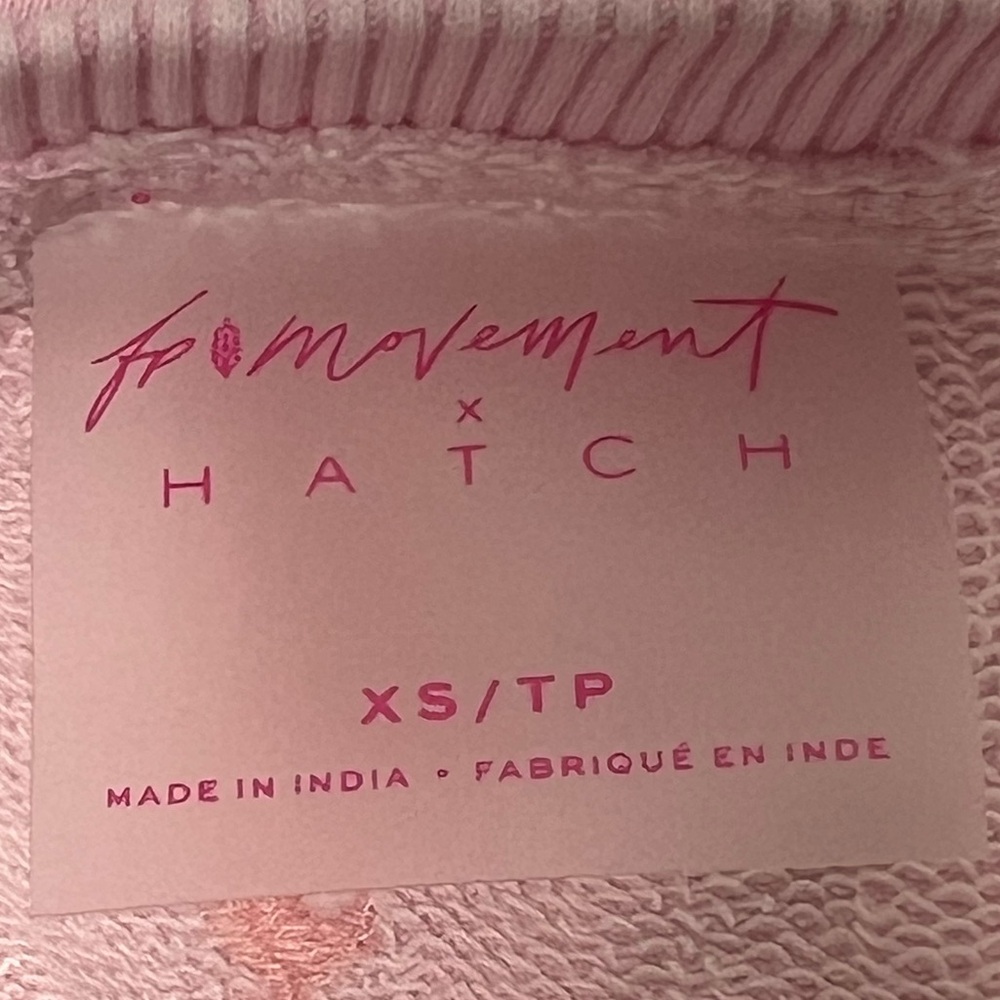 fp movement
x
HATCH
XS/TP
MADE IN INDIA • FABRIQUÉ EN INDE